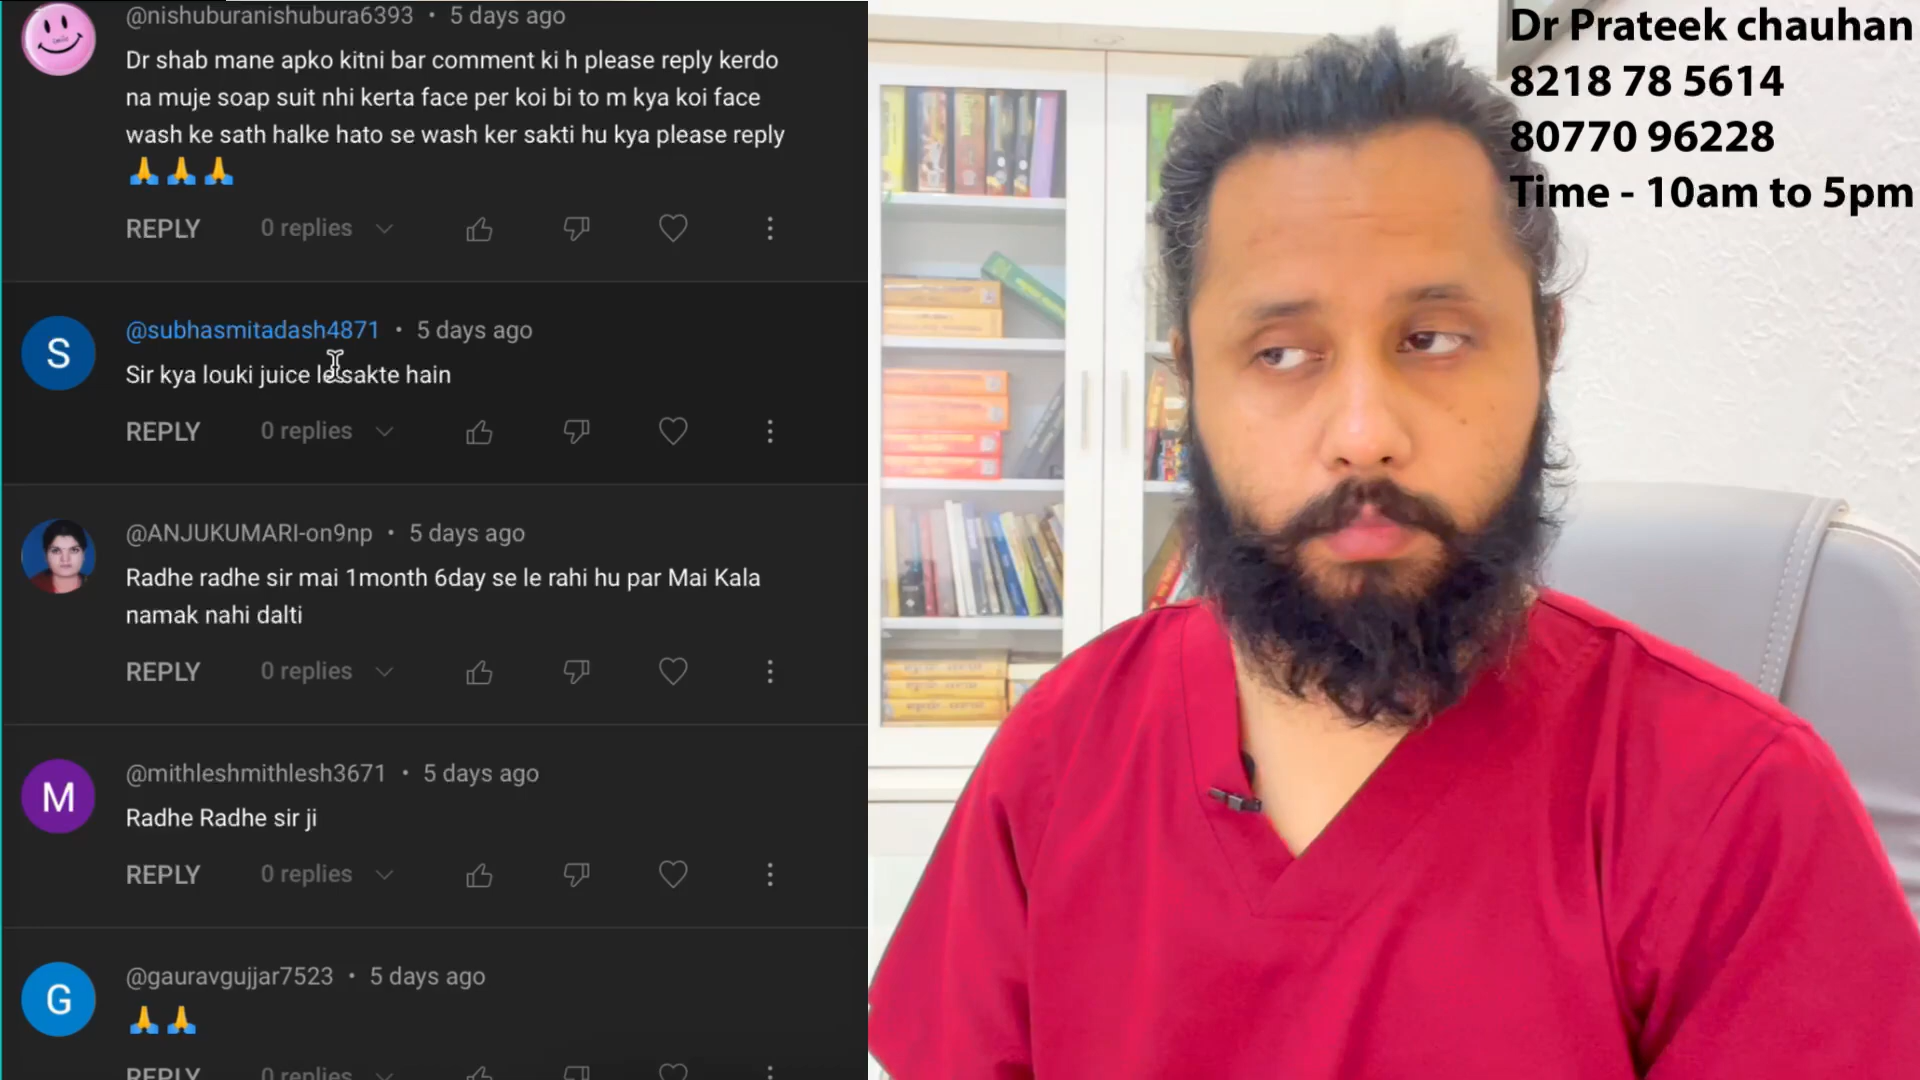 @nishuburanishubura6393 • 5 days ago
Dr shab mane apko kitni bar comment ki h please reply kerdo
na muje soap suit nhi kerta face per koi bi to m kya koi face
wash ke sath halke hato se wash ker sakti hu kya please reply
🙏🙏🙏
REPLY 0 replies
S
@subhasmitadash4871 • 5 days ago
Sir kya louki juice le sakte hain
REPLY 0 replies
@ANJUKUMARI-on9np • 5 days ago
Radhe radhe sir mai 1month 6day se le rahi hu par Mai Kala
namak nahi dalti
REPLY 0 replies
M
@mithleshmithlesh3671 • 5 days ago
Radhe Radhe sir ji
REPLY 0 replies
G
@gauravgujjar7523 • 5 days ago
🙏🙏
REPLY 0 replies
Dr Prateek chauhan
8218 78 5614
80770 96228
Time - 10am to 5pm